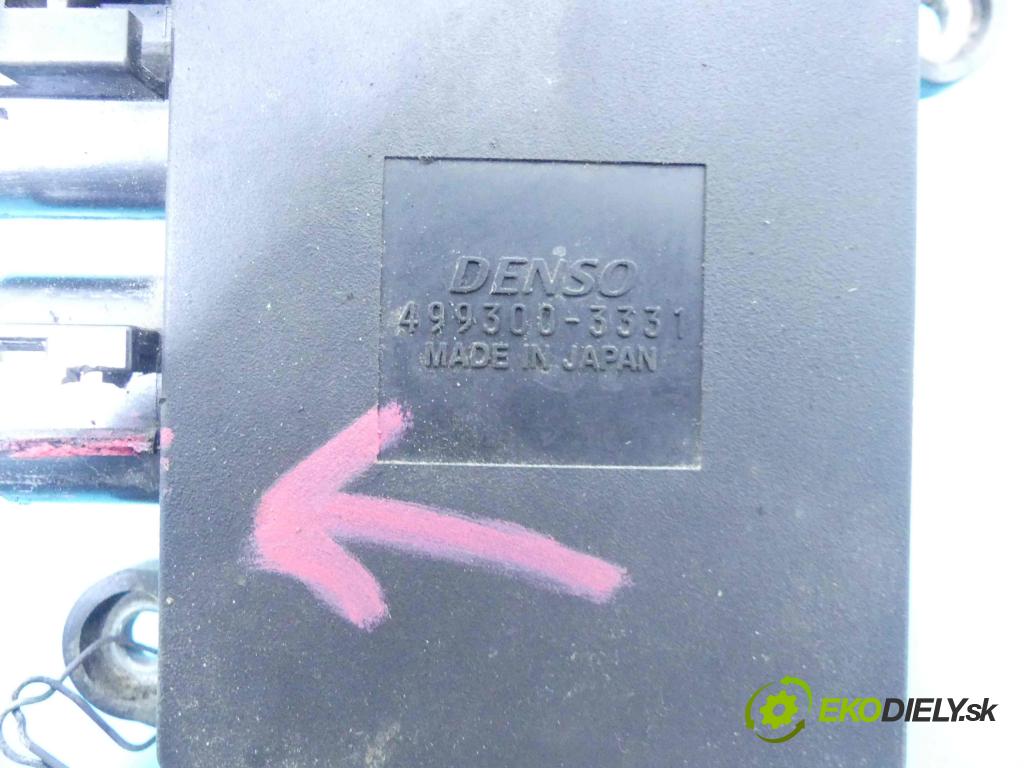 DENSO
499300-3331
MADE IN JAPAN
EKODIELY.sk